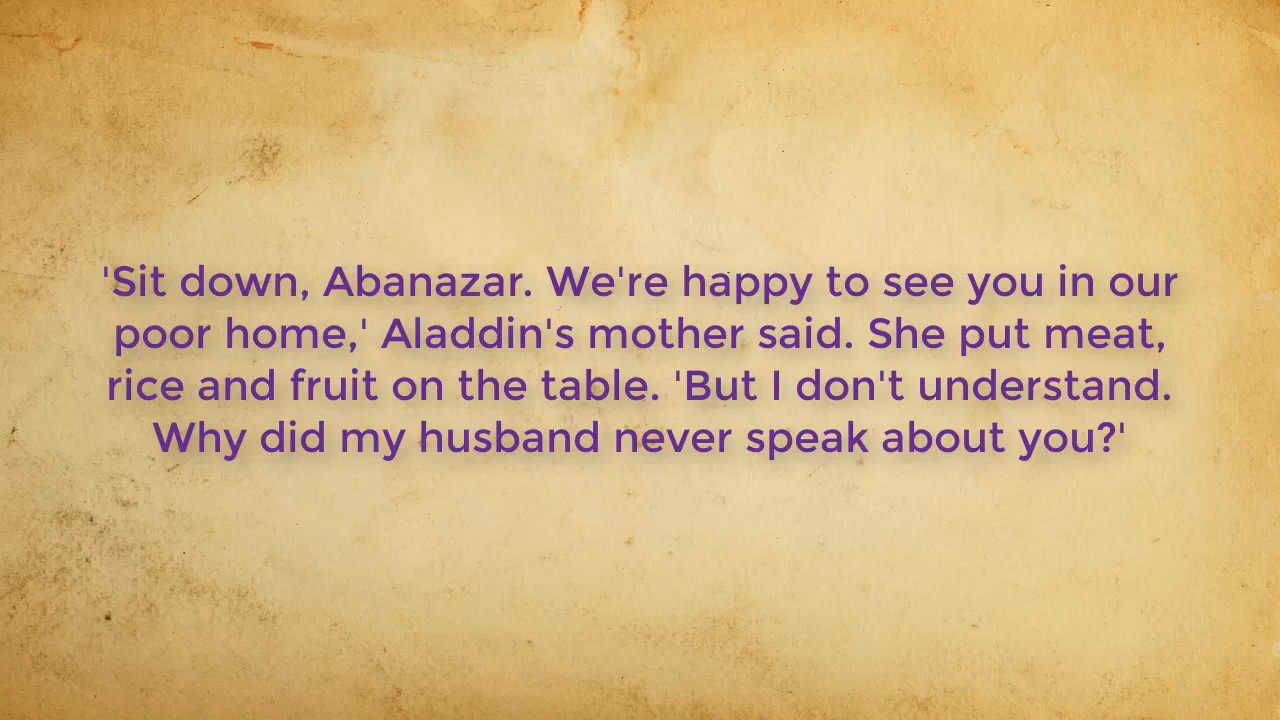 'Sit down, Abanazar. We're happy to see you in our
poor home,' Aladdin's mother said. She put meat,
rice and fruit on the table. 'But I don't understand.
Why did my husband never speak about you?'